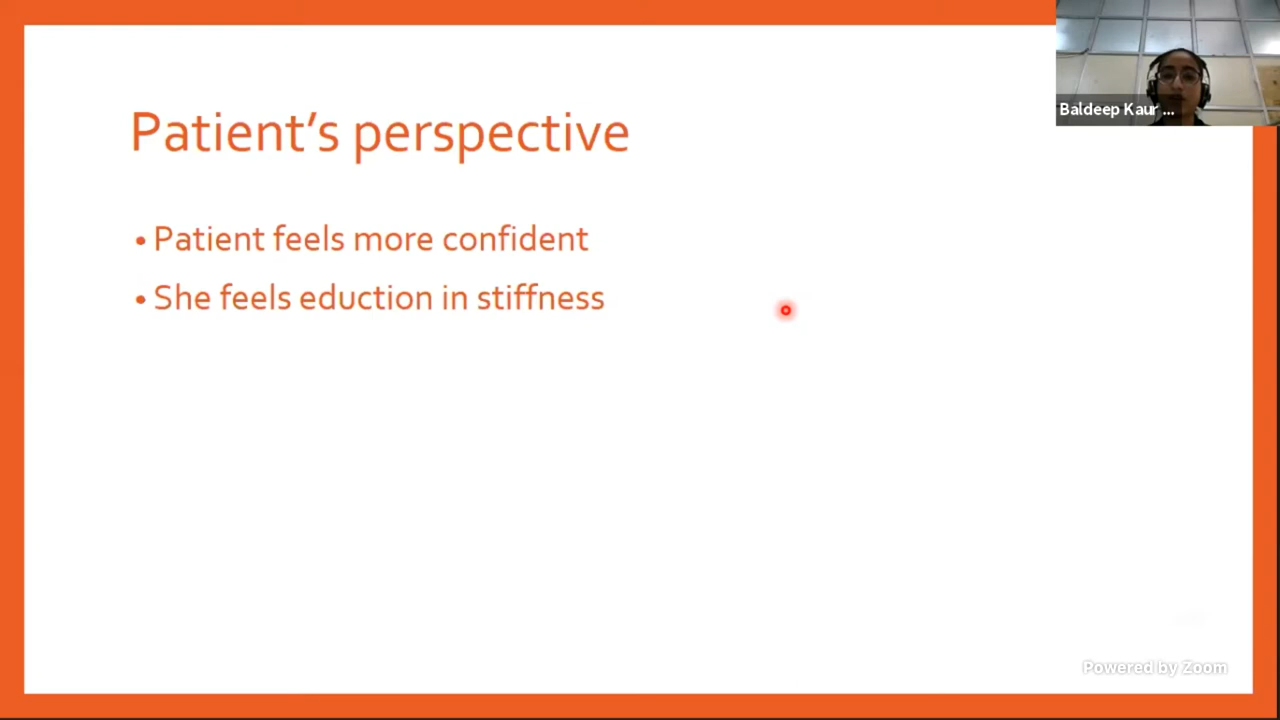 Baldeep Kaur ...
Patient's perspective
• Patient feels more confident
• She feels eduction in stiffness
Powered by Zoom